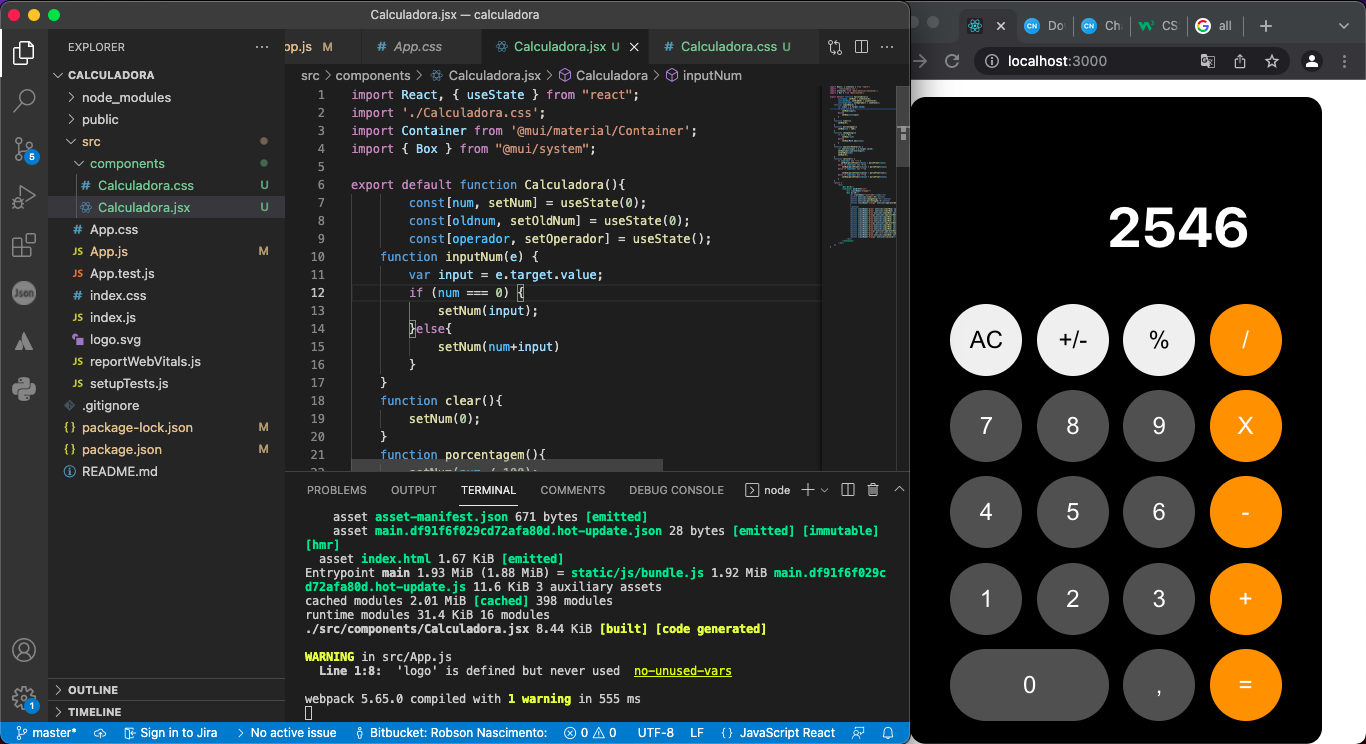 Calculadora.jsx — calculadora
EXPLORER
CALCULADORA
node_modules
public
src
components
# Calculadora.css U
Calculadora.jsx U
# App.css
JS App.js M
JS App.test.js
# index.css
JS index.js
logo.svg
JS reportWebVitals.js
JS setupTests.js
.gitignore
{} package-lock.json M
{} package.json M
README.md
OUTLINE
TIMELINE
5
Json
1
pp.js M # App.css Calculadora.jsx U # Calculadora.css U
src > components > Calculadora.jsx > Calculadora > inputNum
1 import React, { useState } from "react";
2 import './Calculadora.css';
3 import Container from '@mui/material/Container';
4 import { Box } from "@mui/system";
5
6 export default function Calculadora(){
7 const[num, setNum] = useState(0);
8 const[oldnum, setOldNum] = useState(0);
9 const[operador, setOperador] = useState();
10 function inputNum(e) {
11 var input = e.target.value;
12 if (num === 0) {
13 setNum(input);
14 }else{
15 setNum(num+input)
16 }
17 }
18 function clear(){
19 setNum(0);
20 }
21 function porcentagem(){
22 setNum(num / 100);
PROBLEMS OUTPUT TERMINAL COMMENTS DEBUG CONSOLE node
asset asset-manifest.json 671 bytes [emitted]
asset main.df91f6f029cd72afa80d.hot-update.json 28 bytes [emitted] [immutable]
[hmr]
asset index.html 1.67 KiB [emitted]
Entrypoint main 1.93 MiB (1.88 MiB) = static/js/bundle.js 1.92 MiB main.df91f6f029c
d72afa80d.hot-update.js 11.6 KiB 3 auxiliary assets
cached modules 2.01 MiB [cached] 398 modules
runtime modules 31.4 KiB 16 modules
./src/components/Calculadora.jsx 8.44 KiB [built] [code generated]
WARNING in src/App.js
Line 1:8: 'logo' is defined but never used no-unused-vars
webpack 5.65.0 compiled with 1 warning in 555 ms
master* Sign in to Jira No active issue Bitbucket: Robson Nascimento: 0 0 UTF-8 LF {} JavaScript React
CN Do CN Cha CS G all
localhost:3000
2546
AC +/- % /
7 8 9 X
4 5 6 -
1 2 3 +
0 , =